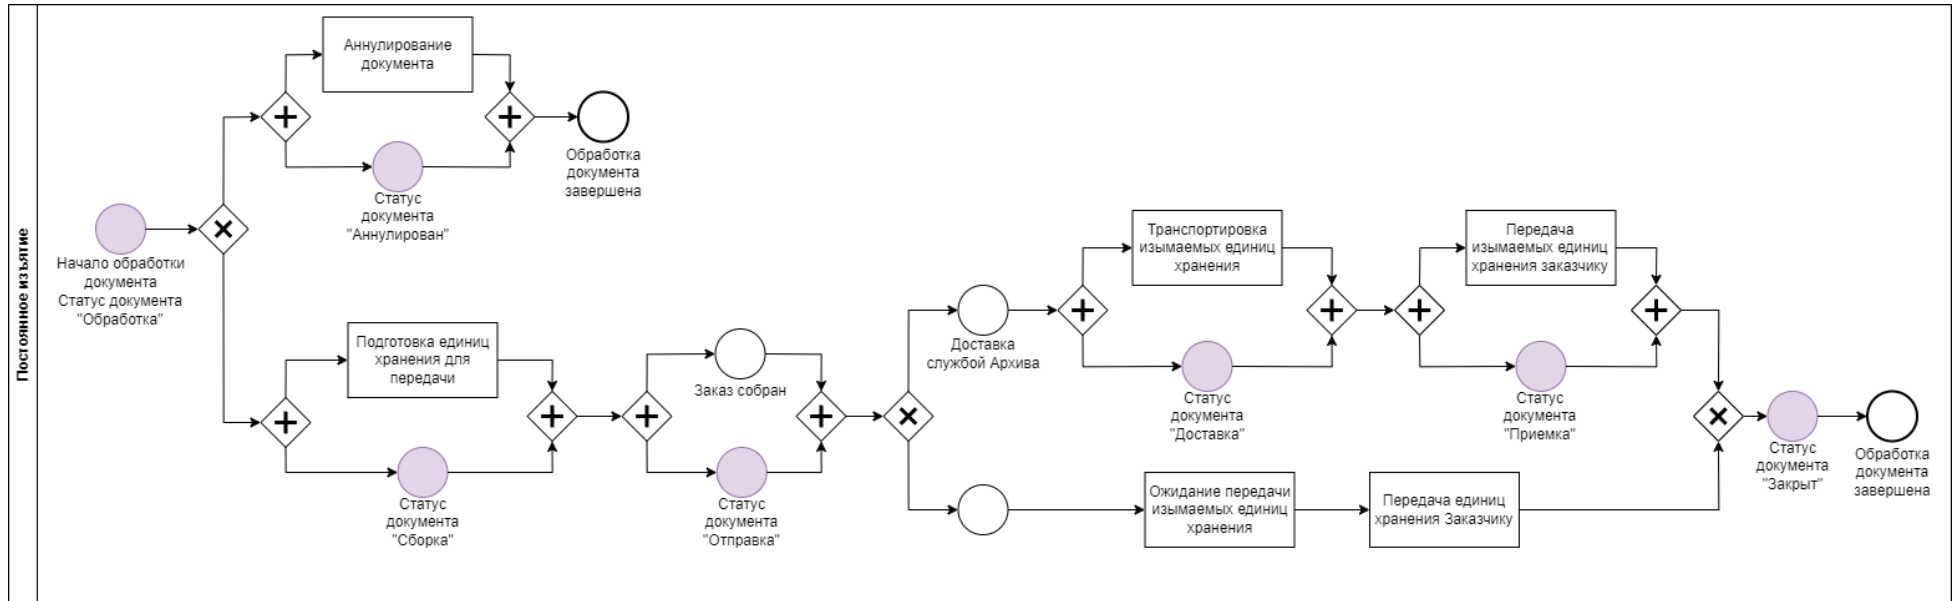 Постоянное изъятие
Аннулирование
документа
Статус
документа
"Аннулирован"
Обработка
документа
завершена
Начало обработки
документа
Статус документа
"Обработка"
Подготовка единиц
хранения для
передачи
Статус
документа
"Сборка"
Заказ собран
Статус
документа
"Отправка"
Доставка
службой Архива
Транспортировка
изымаемых единиц
хранения
Статус
документа
"Доставка"
Передача
изымаемых единиц
хранения заказчику
Статус
документа
"Приемка"
Ожидание передачи
изымаемых единиц
хранения
Передача единиц
хранения Заказчику
Статус
документа
"Закрыт"
Обработка
документа
завершена